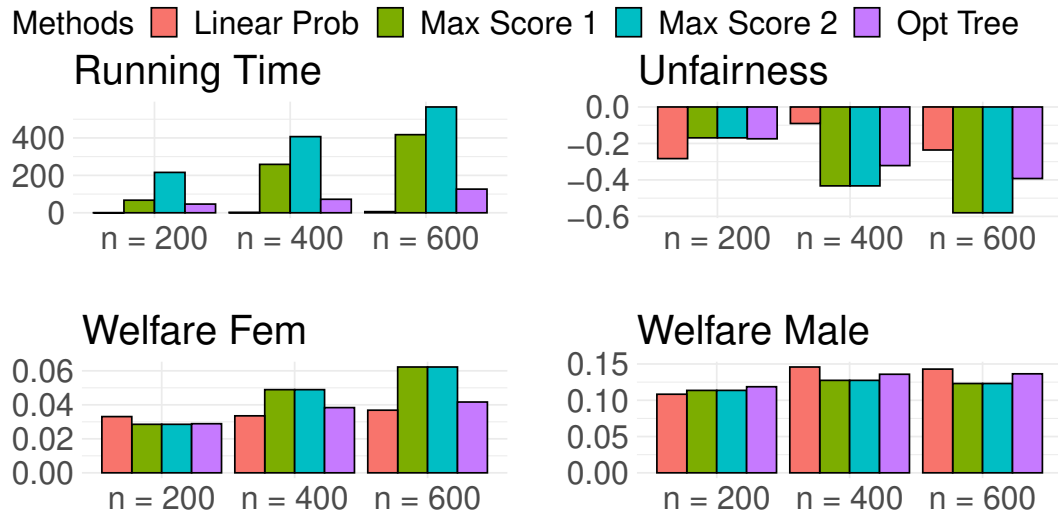 Methods Linear Prob Max Score 1 Max Score 2 Opt Tree
Running Time
400
200
0
n = 200 n = 400 n = 600
Unfairness
0.0
−0.2
−0.4
−0.6
n = 200 n = 400 n = 600
Welfare Fem
0.06
0.04
0.02
0.00
n = 200 n = 400 n = 600
Welfare Male
0.15
0.10
0.05
0.00
n = 200 n = 400 n = 600